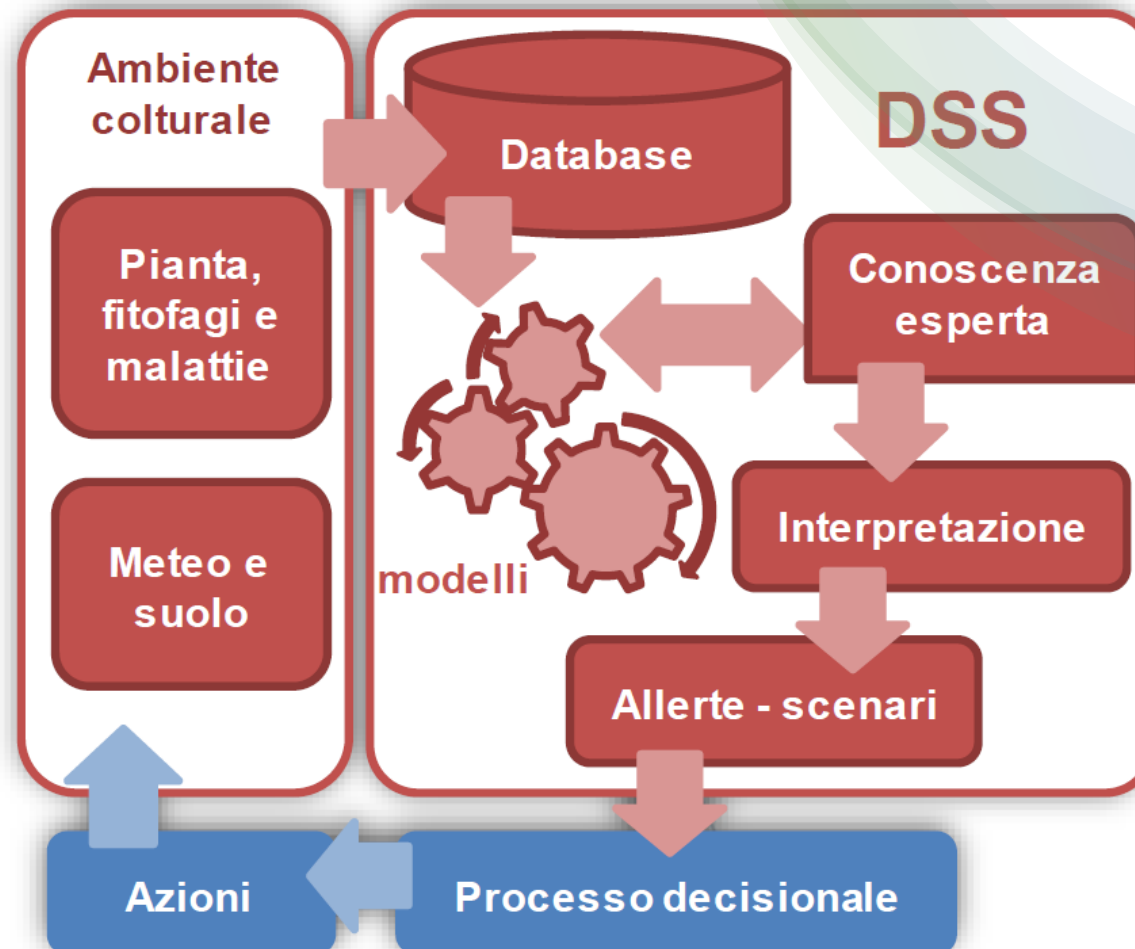 Ambiente
colturale
Pianta,
fitofagi e
malattie
Meteo e
suolo
DSS
Database
Conoscenza
esperta
modelli
Interpretazione
Allerte - scenari
Processo decisionale
Azioni